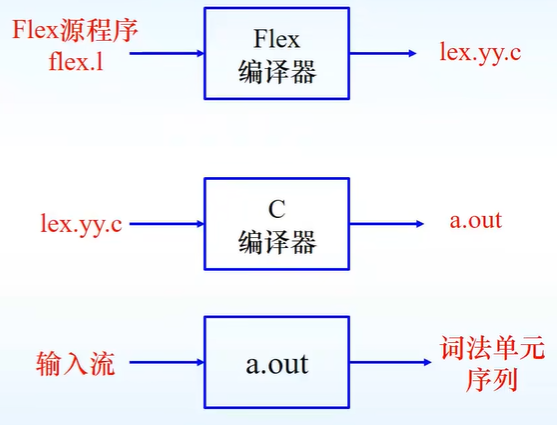 Flex源程序
flex.l
Flex
编译器
lex.yy.c
lex.yy.c
C
编译器
a.out
输入流
a.out
词法单元
序列